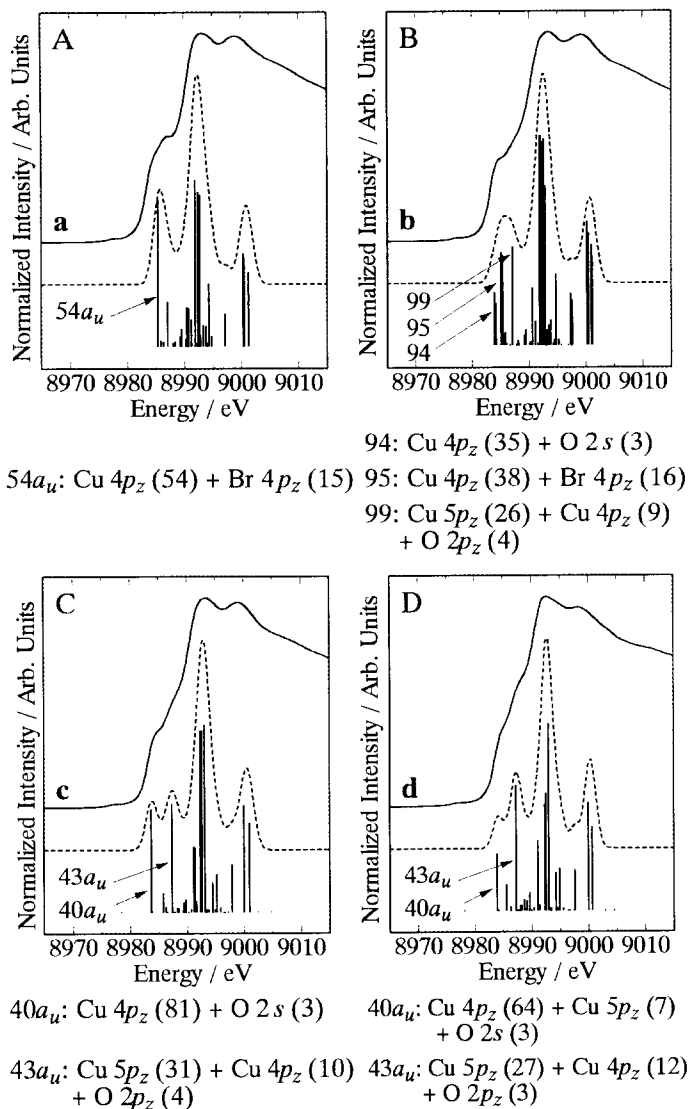 A
B
Normalized Intensity / Arb. Units
Normalized Intensity / Arb. Units
a
b
54a_u
99
95
94
8970 8980 8990 9000 9010
8970 8980 8990 9000 9010
Energy / eV
Energy / eV
54a_u: Cu 4p_z (54) + Br 4p_z (15)
94: Cu 4p_z (35) + O 2s (3)
95: Cu 4p_z (38) + Br 4p_z (16)
99: Cu 5p_z (26) + Cu 4p_z (9)
+ O 2p_z (4)
C
D
Normalized Intensity / Arb. Units
Normalized Intensity / Arb. Units
c
d
43a_u
40a_u
43a_u
40a_u
8970 8980 8990 9000 9010
8970 8980 8990 9000 9010
Energy / eV
Energy / eV
40a_u: Cu 4p_z (81) + O 2s (3)
43a_u: Cu 5p_z (31) + Cu 4p_z (10)
+ O 2p_z (4)
40a_u: Cu 4p_z (64) + Cu 5p_z (7)
+ O 2s (3)
43a_u: Cu 5p_z (27) + Cu 4p_z (12)
+ O 2p_z (3)